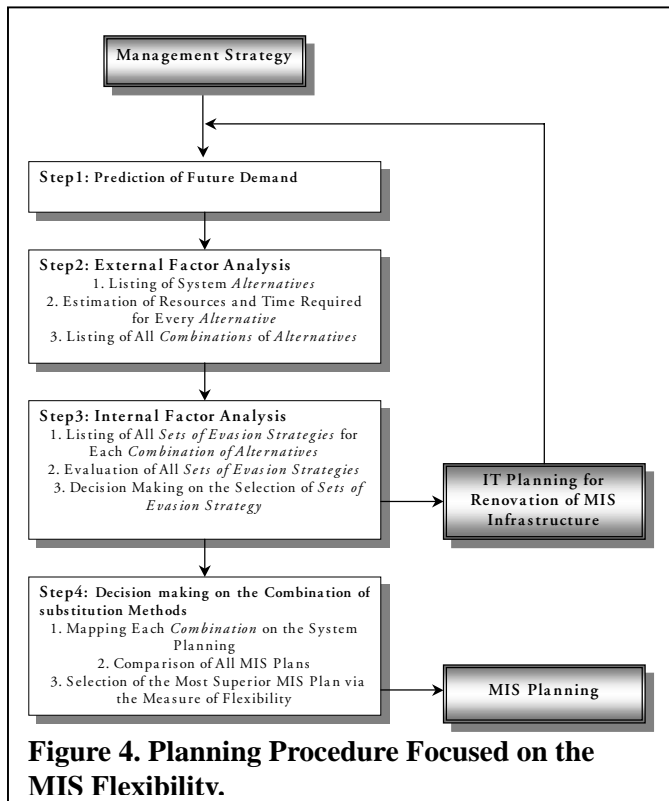 Management Strategy
Step1: Prediction of Future Demand
Step2: External Factor Analysis
1. Listing of System Alternatives
2. Estimation of Resources and Time Required
for Every Alternative
3. Listing of All Combinations of Alternatives
Step3: Internal Factor Analysis
1. Listing of All Sets of Evasion Strategies for
Each Combination of Alternatives
2. Evaluation of All Sets of Evasion Strategies
3. Decision Making on the Selection of Sets of
Evasion Strategy
IT Planning for
Renovation of MIS
Infrastructure
Step4: Decision making on the Combination of
substitution Methods
1. Mapping Each Combination on the System
Planning
2. Comparison of All MIS Plans
3. Selection of the Most Superior MIS Plan via
the Measure of Flexibility
MIS Planning
Figure 4. Planning Procedure Focused on the
MIS Flexibility.